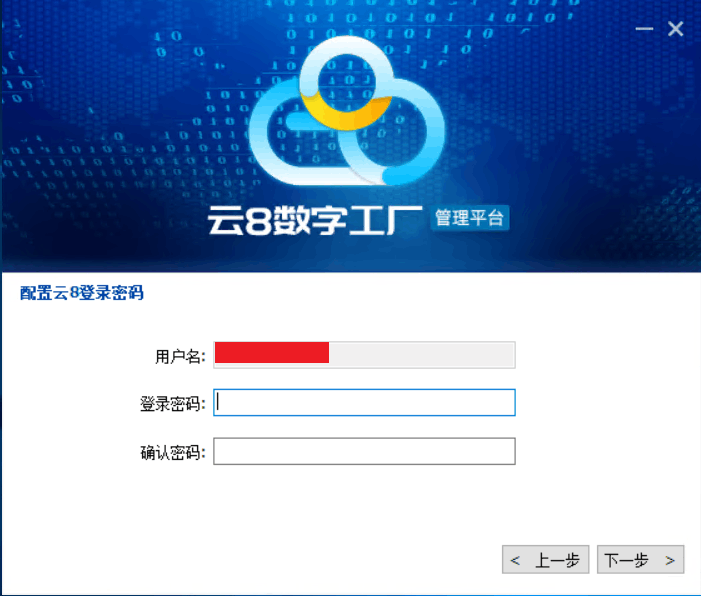 云8数字工厂 管理平台
配置云8登录密码
用户名:
登录密码:
确认密码:
< 上一步 下一步 >